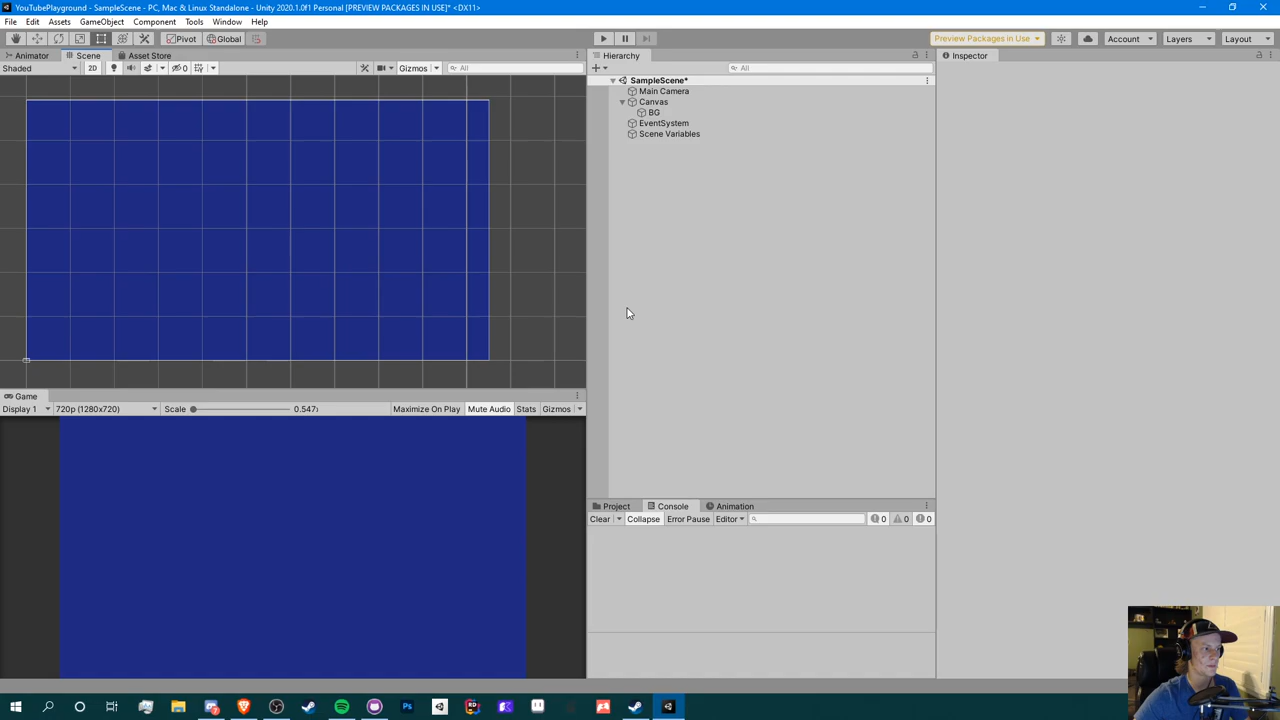 YouTubePlayground - SampleScene - PC, Mac & Linux Standalone - Unity 2020.1.0f1 Personal [PREVIEW PACKAGES IN USE]* <DX11>
File Edit Assets GameObject Component Tools Window Help
Pivot Global Preview Packages in Use Account Layers Layout
Animator Scene Asset Store
Shaded 2D 0 Gizmos All
Hierarchy
All
SampleScene*
Main Camera
Canvas
BG
EventSystem
Scene Variables
Inspector
Game
Display 1 720p (1280x720) Scale 0.547 Maximize On Play Mute Audio Stats Gizmos
Project Console Animation
Clear Collapse Error Pause Editor 0 0 0